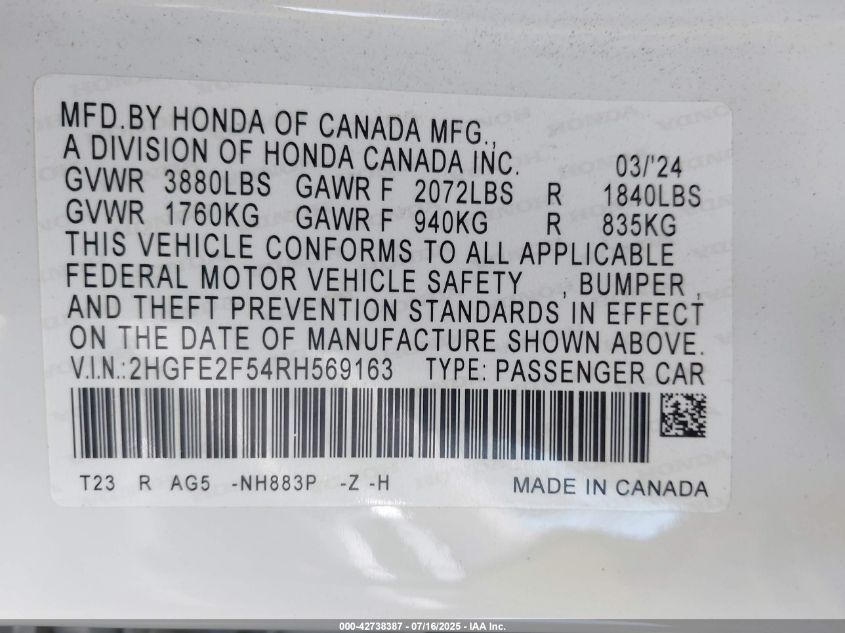 MFD.BY HONDA OF CANADA MFG.,
A DIVISION OF HONDA CANADA INC. 03/'24
GVWR 3880LBS GAWR F 2072LBS R 1840LBS
GVWR 1760KG GAWR F 940KG R 835KG
THIS VEHICLE CONFORMS TO ALL APPLICABLE
FEDERAL MOTOR VEHICLE SAFETY , BUMPER ,
AND THEFT PREVENTION STANDARDS IN EFFECT
ON THE DATE OF MANUFACTURE SHOWN ABOVE.
V.I.N.:2HGFE2F54RH569163 TYPE: PASSENGER CAR
T23 R AG5 -NH883P -Z -H MADE IN CANADA
000-42738387 - 07/16/2025 - IAA Inc.